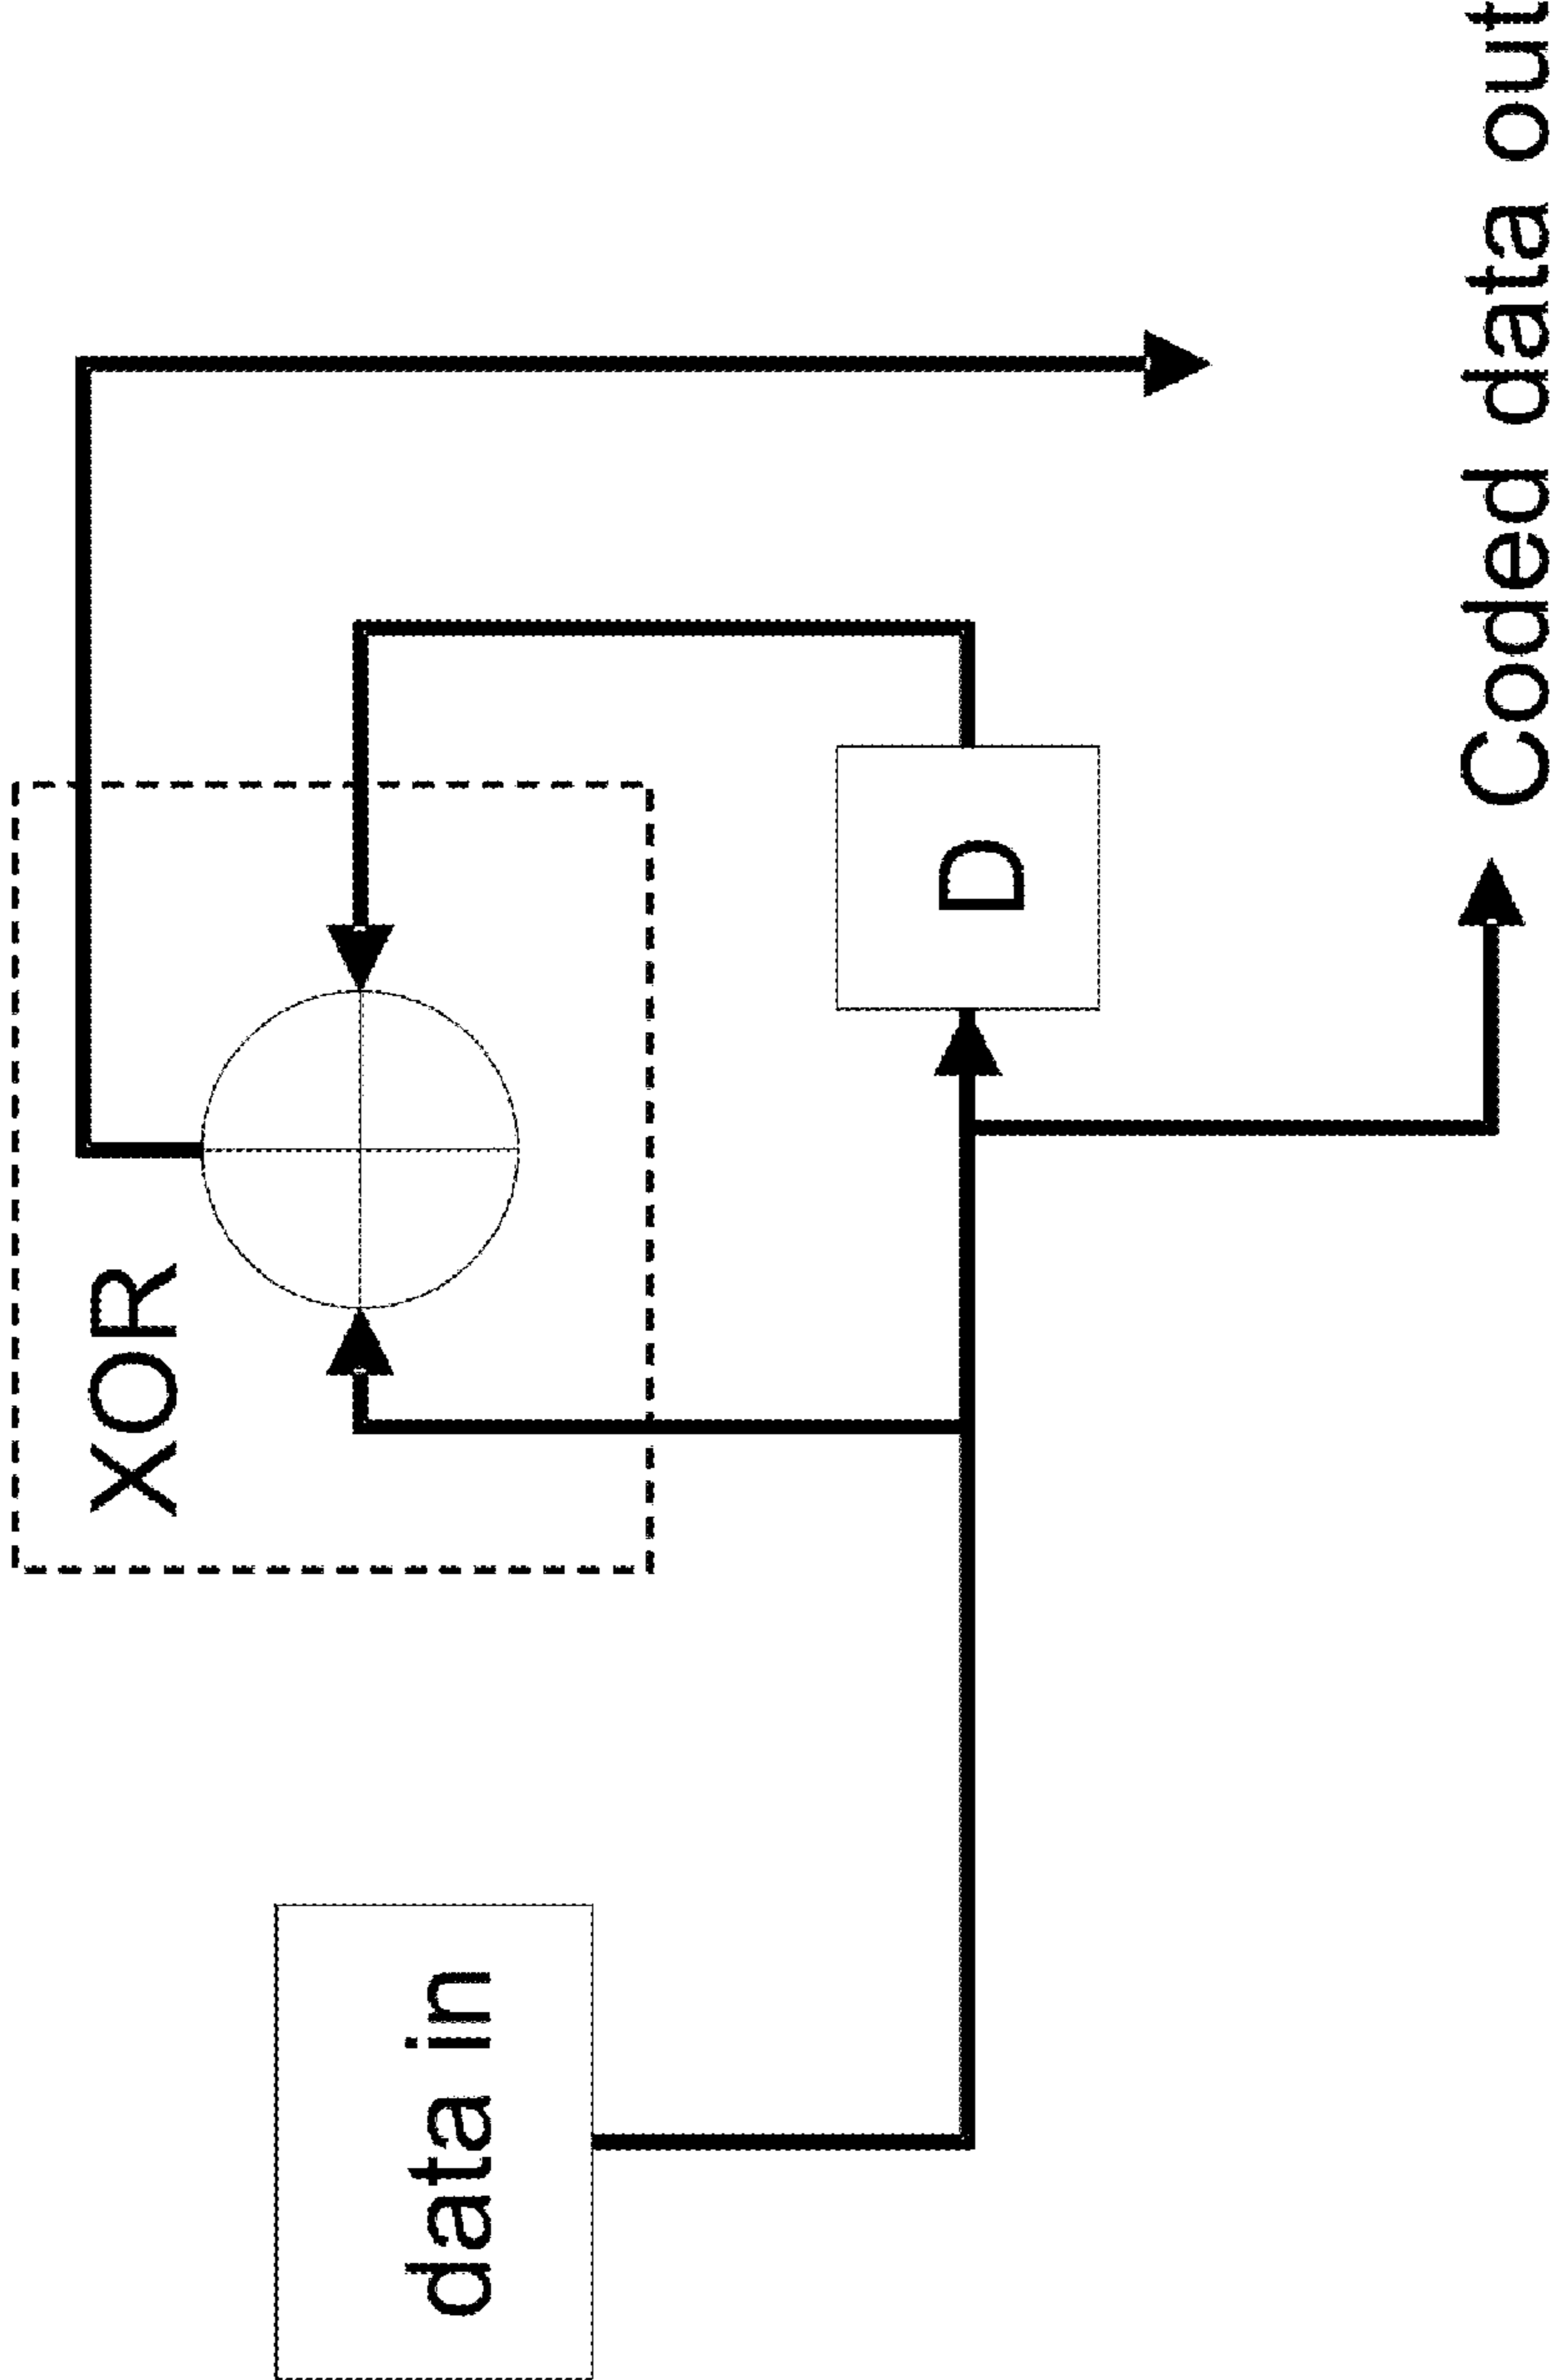 XOR
data in
D
Coded data out